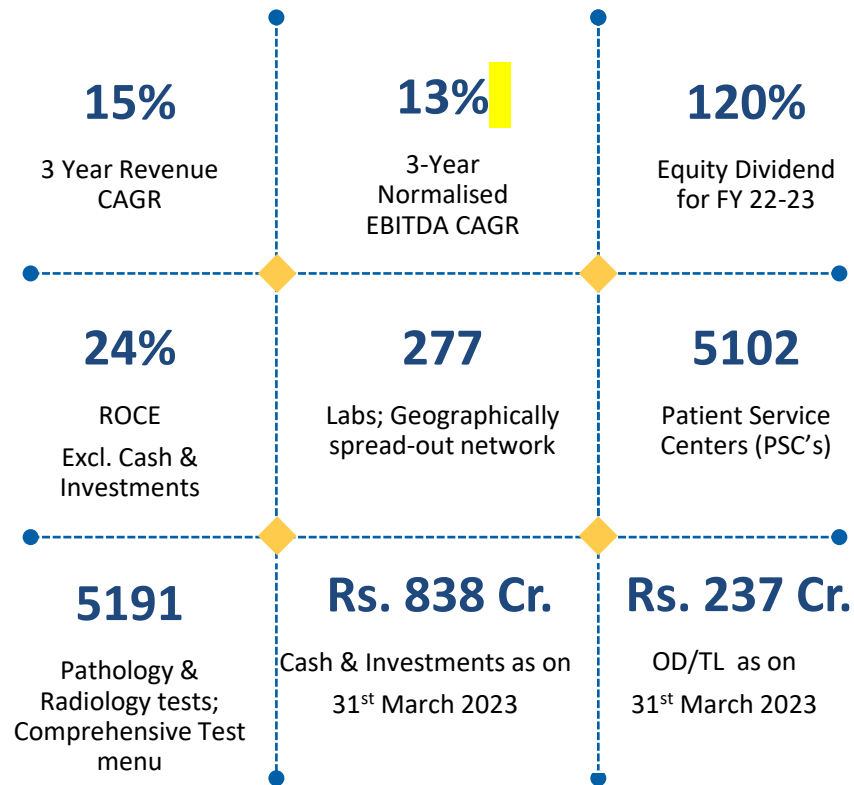 15%
3 Year Revenue
CAGR
13%
3-Year
Normalised
EBITDA CAGR
120%
Equity Dividend
for FY 22-23
24%
ROCE
Excl. Cash &
Investments
277
Labs; Geographically
spread-out network
5102
Patient Service
Centers (PSC’s)
5191
Pathology &
Radiology tests;
Comprehensive Test
menu
Rs. 838 Cr.
Cash & Investments as on
31st March 2023
Rs. 237 Cr.
OD/TL as on
31st March 2023